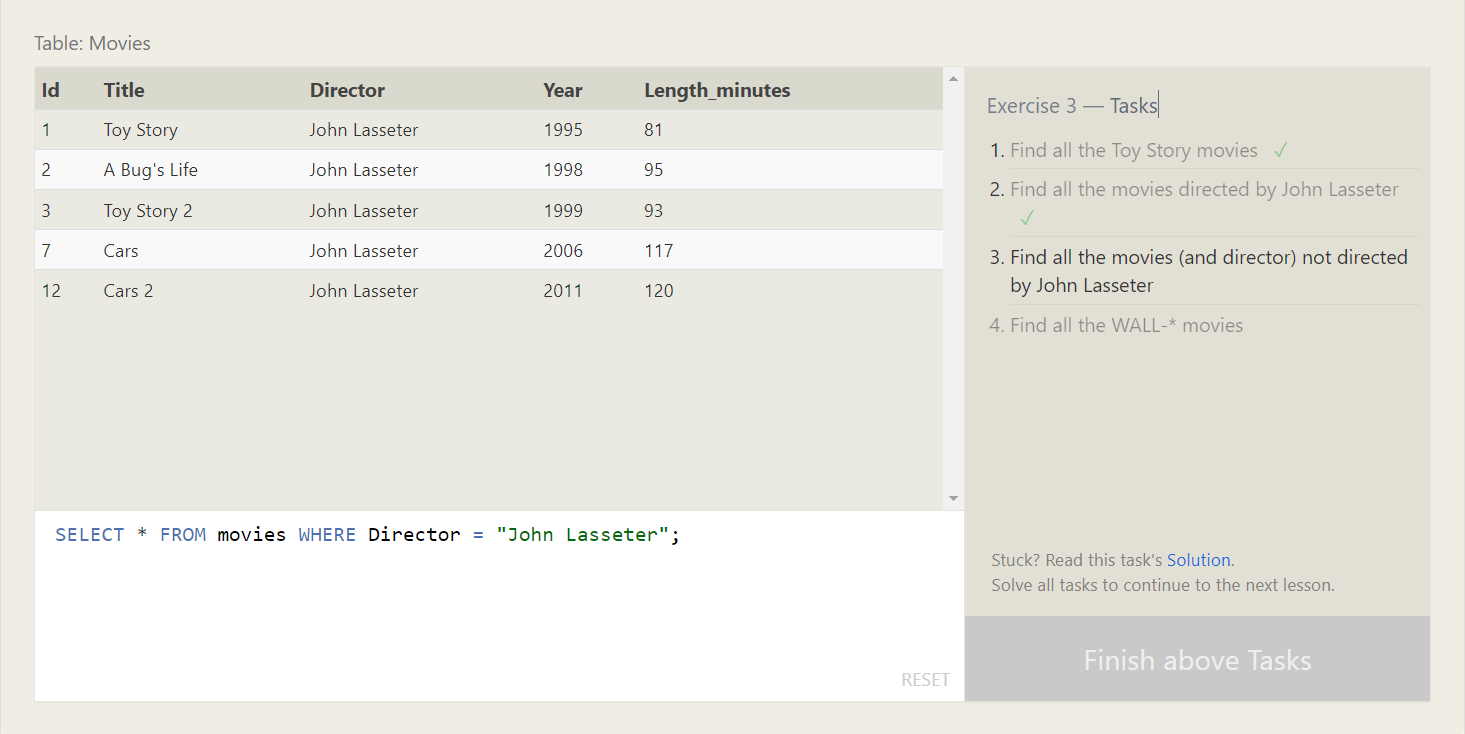 Table: Movies
Id Title Director Year Length_minutes
1 Toy Story John Lasseter 1995 81
2 A Bug's Life John Lasseter 1998 95
3 Toy Story 2 John Lasseter 1999 93
7 Cars John Lasseter 2006 117
12 Cars 2 John Lasseter 2011 120
SELECT * FROM movies WHERE Director = "John Lasseter";
RESET
Exercise 3 — Tasks
1. Find all the Toy Story movies ✓
2. Find all the movies directed by John Lasseter
✓
3. Find all the movies (and director) not directed
by John Lasseter
4. Find all the WALL-* movies
Stuck? Read this task's Solution.
Solve all tasks to continue to the next lesson.
Finish above Tasks